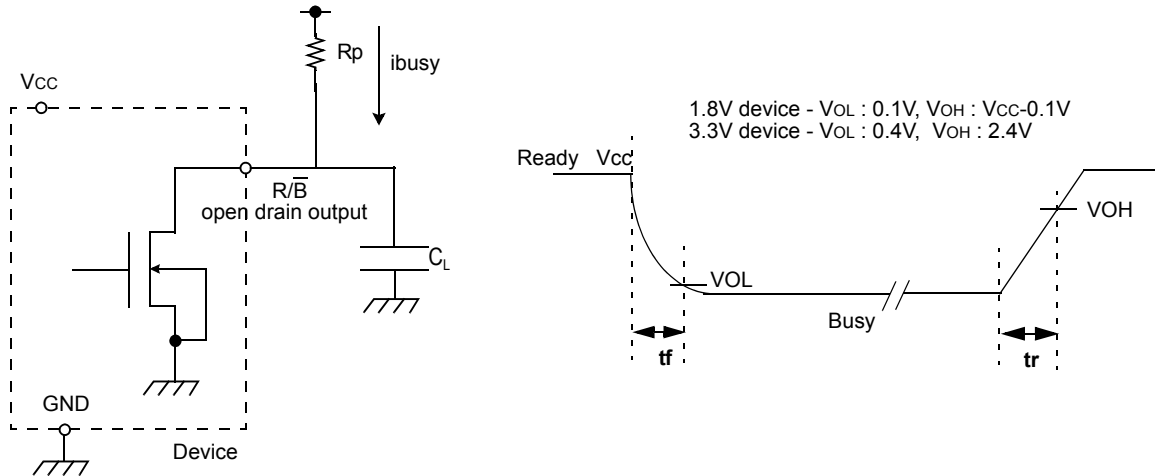 Rp
ibusy
VCC
R/B̅
open drain output
CL
GND
Device
1.8V device - VOL : 0.1V, VOH : VCC-0.1V
3.3V device - VOL : 0.4V, VOH : 2.4V
Ready Vcc
VOH
VOL
Busy
tf
tr